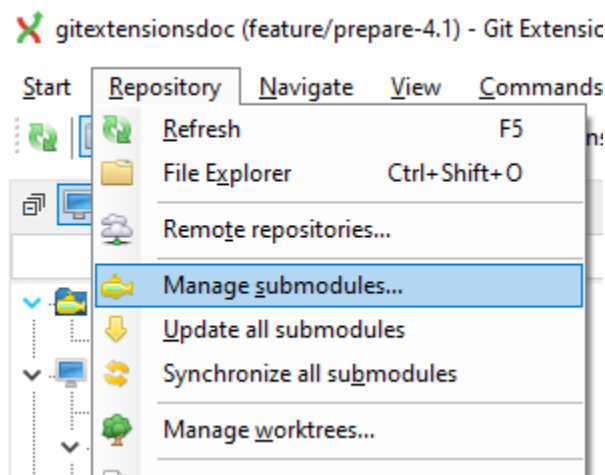 gitextensionsdoc (feature/prepare-4.1) - Git Extensio
Start Repository Navigate View Commands
Refresh F5
File Explorer Ctrl+Shift+O
Remote repositories...
Manage submodules...
Update all submodules
Synchronize all submodules
Manage worktrees...